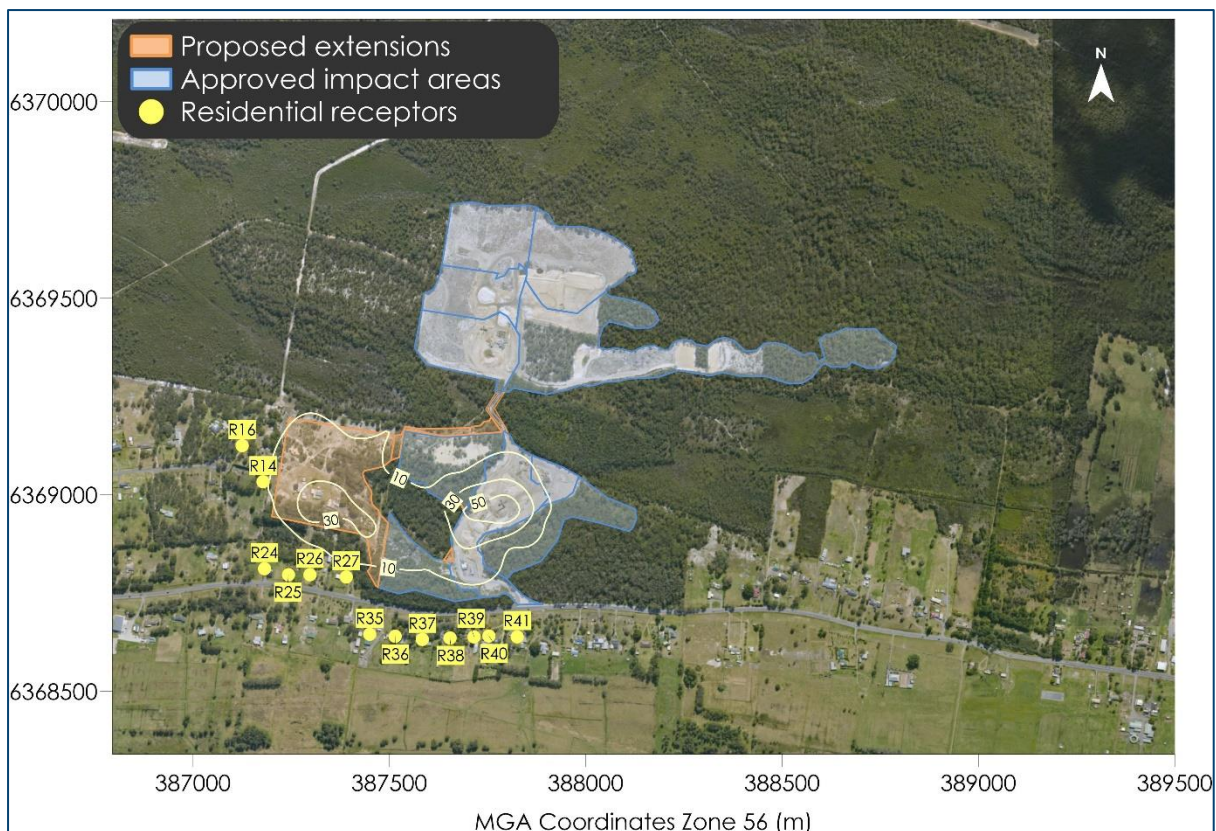 Proposed extensions
Approved impact areas
Residential receptors
N
6370000
6369500
6369000
6368500
R16
R14
10
30
50
30
10
R24
R26
R27
R25
R35
R37
R39
R41
R36
R38
R40
387000
387500
388000
388500
389000
389500
MGA Coordinates Zone 56 (m)